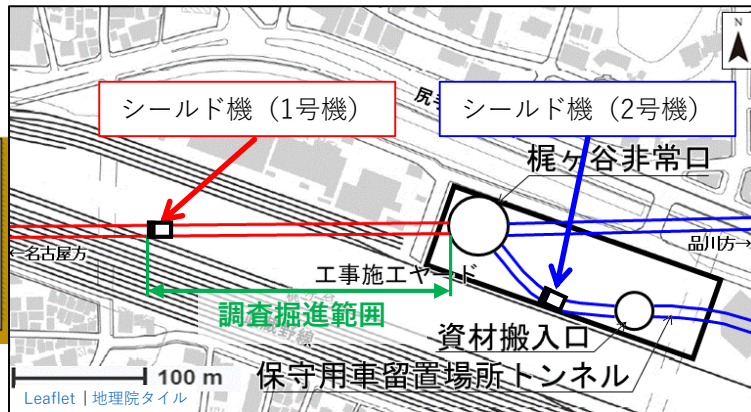 N
シールド機（1号機）
シールド機（2号機）
尻手
梶ヶ谷非常口
品川方→
←名古屋方
工事施工ヤード
調査掘進範囲
資材搬入口
保守用車留置場所トンネル
100 m
Leaflet | 地理院タイル